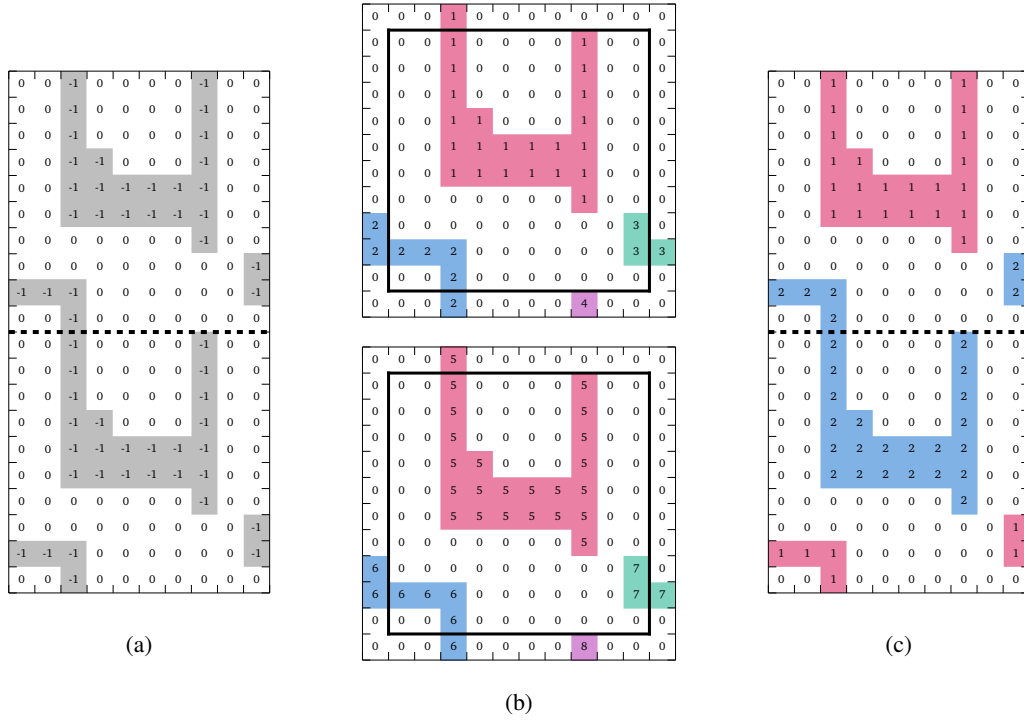 0 0 -1 0 0 0 0 -1 0 0
0 0 -1 0 0 0 0 -1 0 0
0 0 -1 0 0 0 0 -1 0 0
0 0 -1 -1 0 0 0 -1 0 0
0 0 -1 -1 -1 -1 -1 -1 0 0
0 0 -1 -1 -1 -1 -1 -1 0 0
0 0 0 0 0 0 0 -1 0 0
0 0 0 0 0 0 0 0 0 -1
-1 -1 -1 0 0 0 0 0 0 -1
0 0 -1 0 0 0 0 0 0 0
0 0 -1 0 0 0 0 -1 0 0
0 0 -1 0 0 0 0 -1 0 0
0 0 -1 0 0 0 0 -1 0 0
0 0 -1 -1 0 0 0 -1 0 0
0 0 -1 -1 -1 -1 -1 -1 0 0
0 0 -1 -1 -1 -1 -1 -1 0 0
0 0 0 0 0 0 0 -1 0 0
0 0 0 0 0 0 0 0 0 -1
-1 -1 -1 0 0 0 0 0 0 -1
0 0 -1 0 0 0 0 0 0 0
(a)
0 0 0 1 0 0 0 0 0 0 0 0
0 0 0 1 0 0 0 0 1 0 0 0
0 0 0 1 0 0 0 0 1 0 0 0
0 0 0 1 0 0 0 0 1 0 0 0
0 0 0 1 1 0 0 0 1 0 0 0
0 0 0 1 1 1 1 1 1 0 0 0
0 0 0 1 1 1 1 1 1 0 0 0
0 0 0 0 0 0 0 0 1 0 0 0
2 0 0 0 0 0 0 0 0 0 3 0
2 2 2 2 0 0 0 0 0 0 3 3
0 0 0 2 0 0 0 0 0 0 0 0
0 0 0 2 0 0 0 0 4 0 0 0
0 0 0 5 0 0 0 0 0 0 0 0
0 0 0 5 0 0 0 0 5 0 0 0
0 0 0 5 0 0 0 0 5 0 0 0
0 0 0 5 0 0 0 0 5 0 0 0
0 0 0 5 5 0 0 0 5 0 0 0
0 0 0 5 5 5 5 5 5 0 0 0
0 0 0 5 5 5 5 5 5 0 0 0
0 0 0 0 0 0 0 0 5 0 0 0
6 0 0 0 0 0 0 0 0 0 7 0
6 6 6 6 0 0 0 0 0 0 7 7
0 0 0 6 0 0 0 0 0 0 0 0
0 0 0 6 0 0 0 0 8 0 0 0
(b)
0 0 1 0 0 0 0 1 0 0
0 0 1 0 0 0 0 1 0 0
0 0 1 0 0 0 0 1 0 0
0 0 1 1 0 0 0 1 0 0
0 0 1 1 1 1 1 1 0 0
0 0 1 1 1 1 1 1 0 0
0 0 0 0 0 0 0 1 0 0
0 0 0 0 0 0 0 0 0 2
2 2 2 0 0 0 0 0 0 2
0 0 2 0 0 0 0 0 0 0
0 0 2 0 0 0 0 2 0 0
0 0 2 0 0 0 0 2 0 0
0 0 2 0 0 0 0 2 0 0
0 0 2 2 0 0 0 2 0 0
0 0 2 2 2 2 2 2 0 0
0 0 2 2 2 2 2 2 0 0
0 0 0 0 0 0 0 2 0 0
0 0 0 0 0 0 0 0 0 1
1 1 1 0 0 0 0 0 0 1
0 0 1 0 0 0 0 0 0 0
(c)